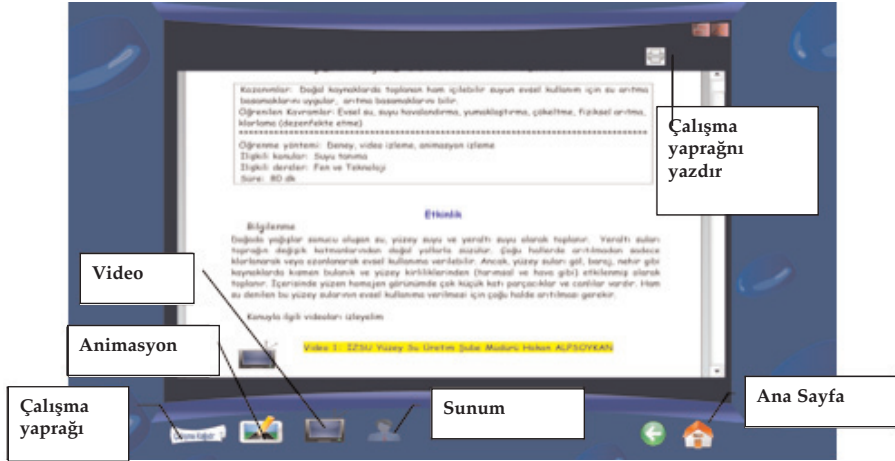 Kazanımlar: Doğal kaynaklarda toplanan ham içilebilir suyun evsel kullanım için su arıtma
basamaklarını uygular, arıtma basamaklarını bilir.
Öğrenilen Kavramlar: Evsel su, suyu havalandırma, yumaklaştırma, çökeltme, fiziksel arıtma,
klorlama (dezenfekte etme)
Öğrenme yöntemi: Deney, video izleme, animasyon izleme
İlişkili konular: Suyu tanıma
İlişkili dersler: Fen ve Teknoloji
Süre: 80 dk
Çalışma
yaprağnı
yazdır
Etkinlik
Bilgilenme
Doğada yağışlar sonucu oluşan su, yüzey suyu ve yeraltı suyu olarak toplanır. Yeraltı suları
toprağın değişik katmanlarından doğal yollarla süzülür. Çoğu hallerde arıtılmadan sadece
klorlanarak veya ozonlanarak evsel kullanıma verilebilir. Ancak, yüzey suları göl, baraj, nehir gibi
kaynaklarda kısmen bulanık ve yüzey kirliliklerinden (tarımsal ve hava gibi) etkilenmiş olarak
toplanır. İçerisinde yüzen homojen görünümde çok küçük katı parçacıklar ve canlılar vardır. Ham
su denilen bu yüzey sularının evsel kullanıma verilmesi için çoğu halde arıtılması gerekir.
Konuyla ilgili videoları izleyelim
Video 1: İZSU Yüzey Su Üretim Şube Müdürü Hakan ALPSOYKAN
Video
Animasyon
Çalışma
yaprağı
Sunum
Ana Sayfa